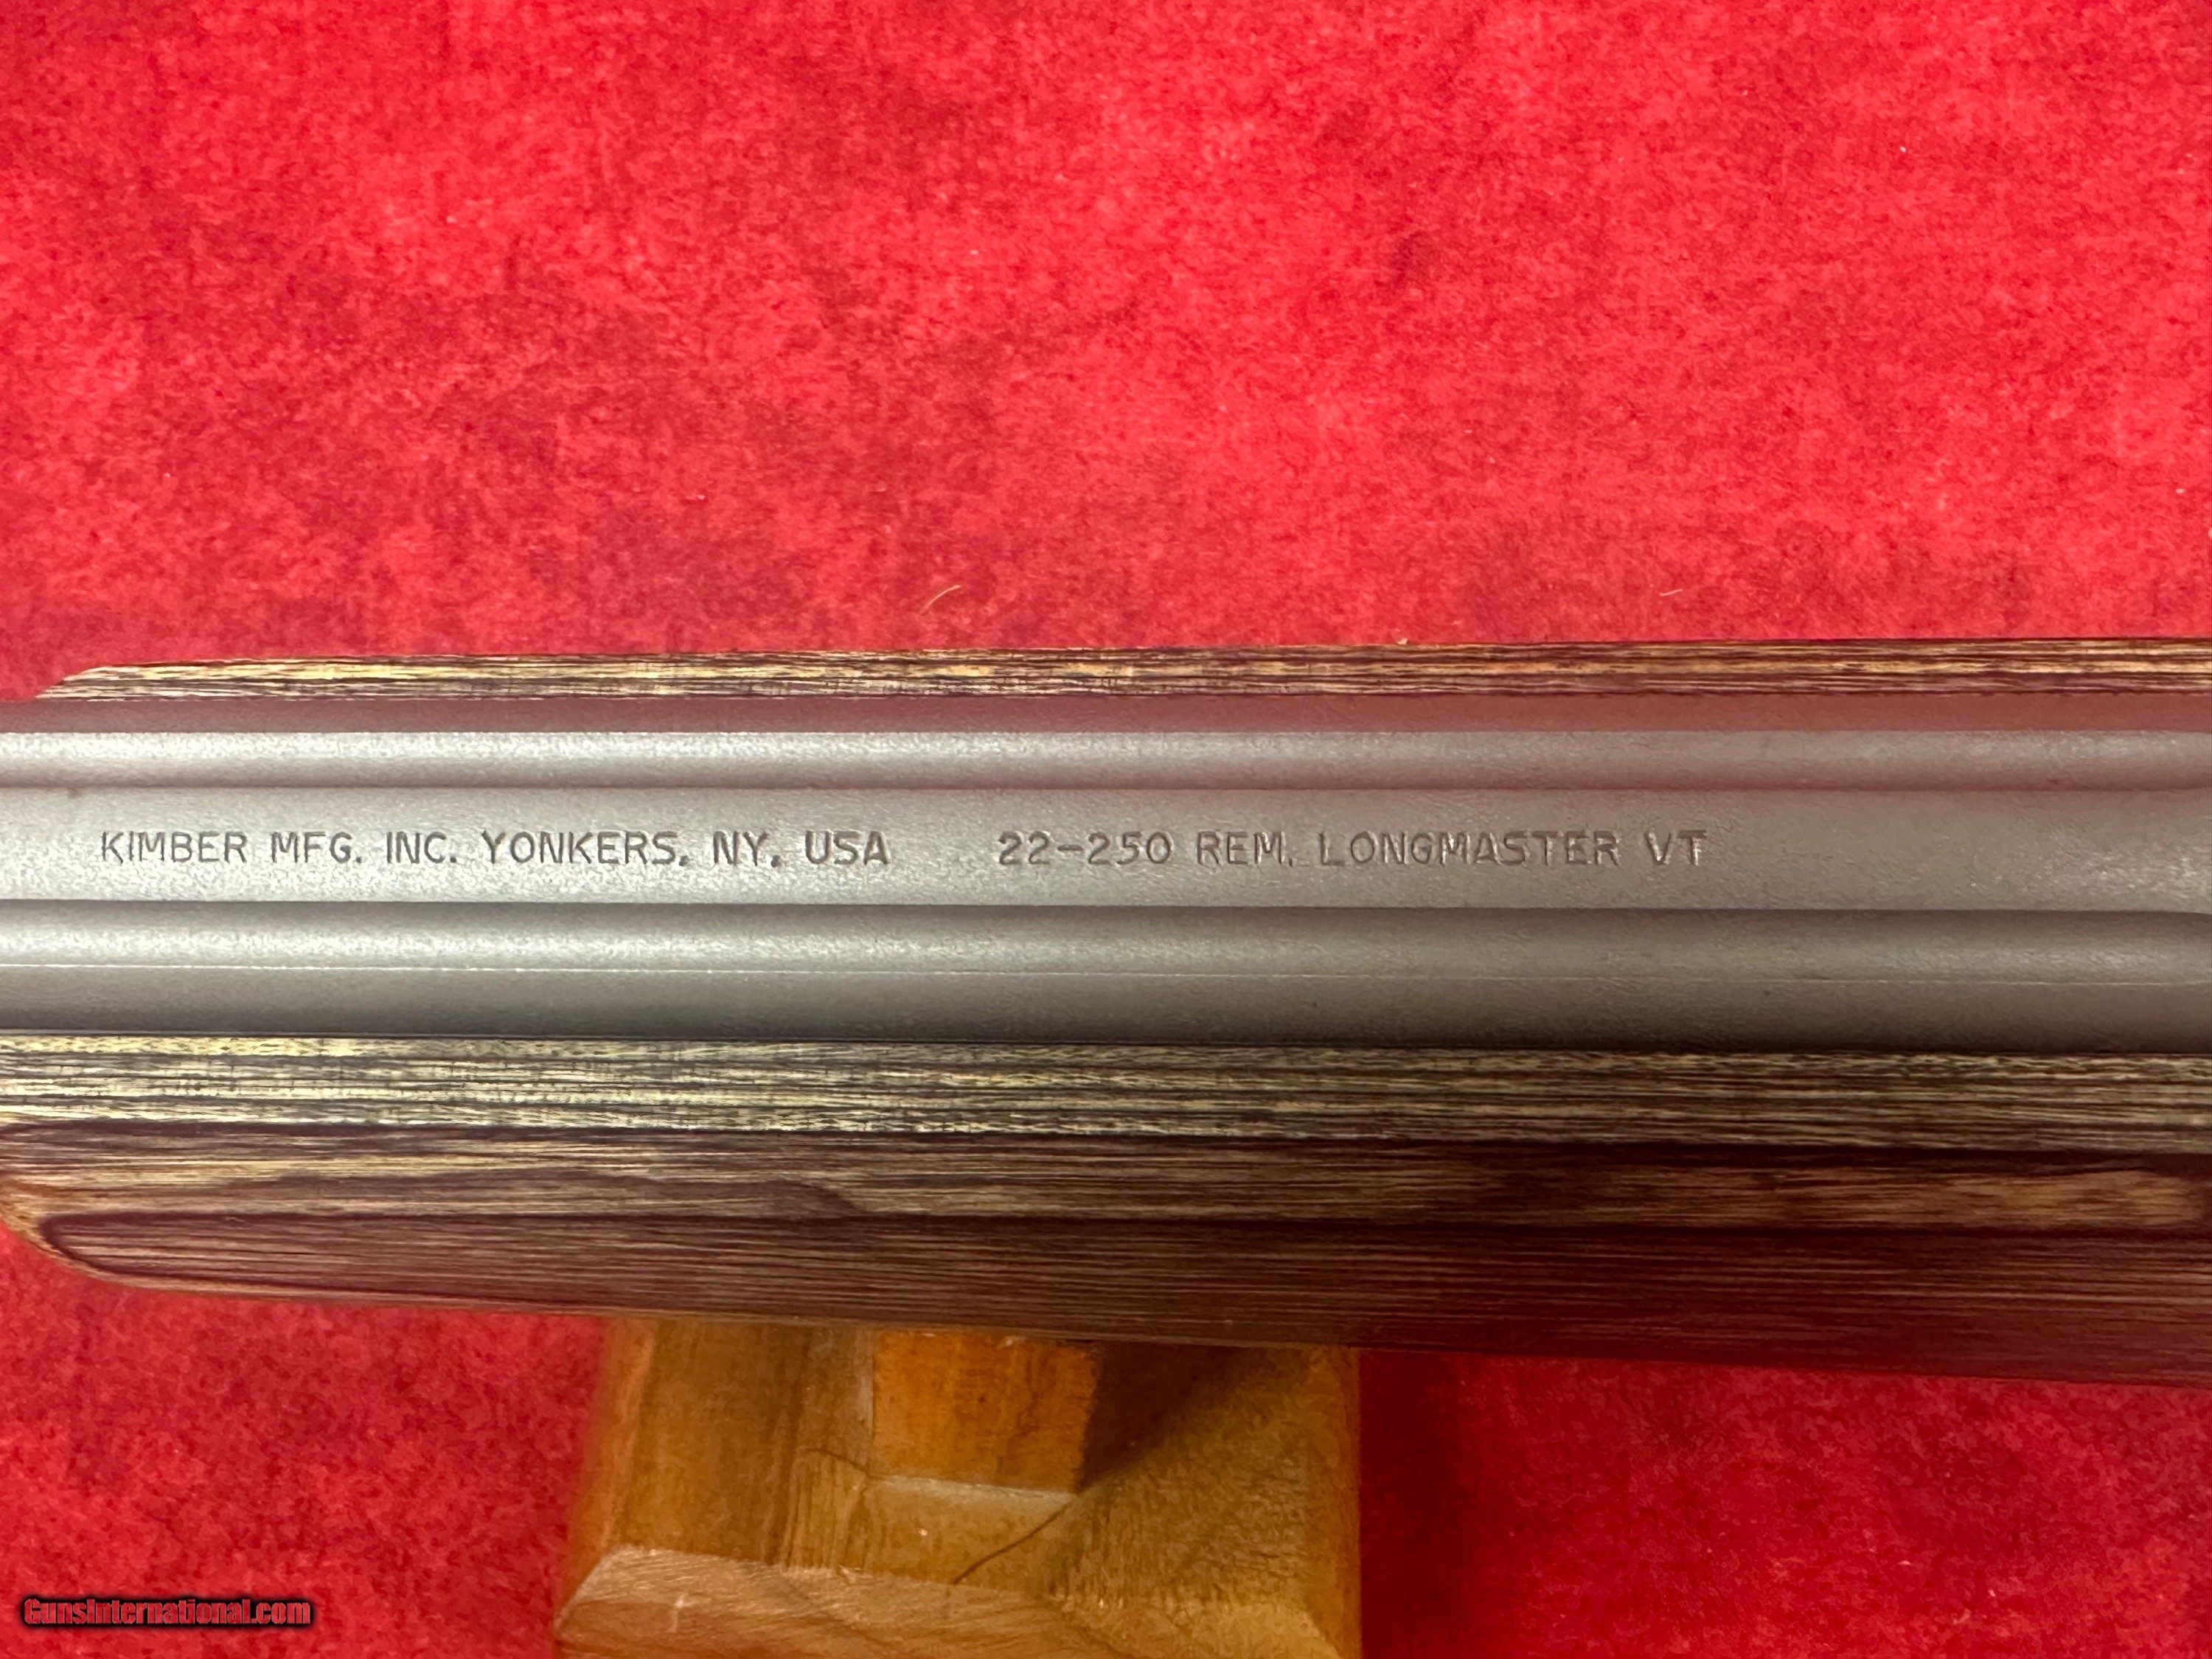 KIMBER MFG. INC. YONKERS, NY, USA 22-250 REM. LONGMASTER VT
GunsInternational.com